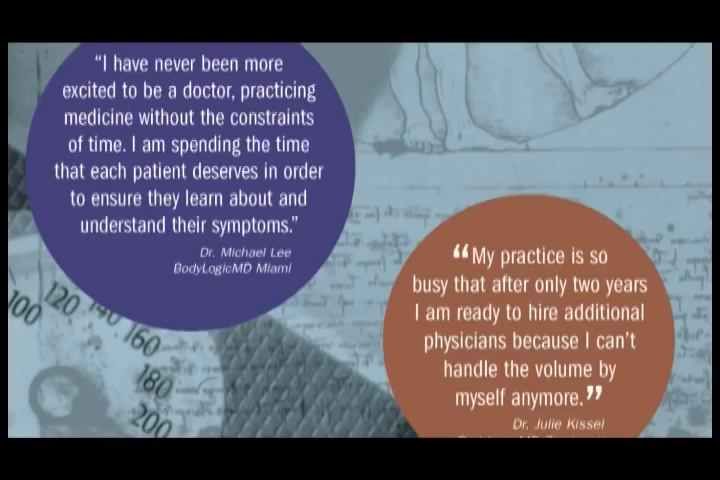 “I have never been more
excited to be a doctor, practicing
medicine without the constraints
of time. I am spending the time
that each patient deserves in order
to ensure they learn about and
understand their symptoms.”
Dr. Michael Lee
BodyLogicMD Miami
“My practice is so
busy that after only two years
I am ready to hire additional
physicians because I can't
handle the volume by
myself anymore.”
Dr. Julie Kissel
100
120
140
160
180
200